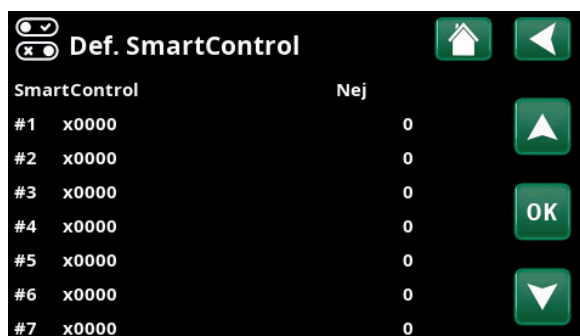 Def. SmartControl
SmartControl Nej
#1 x0000 0
#2 x0000 0
#3 x0000 0
OK
#4 x0000 0
#5 x0000 0
#6 x0000 0
#7 x0000 0